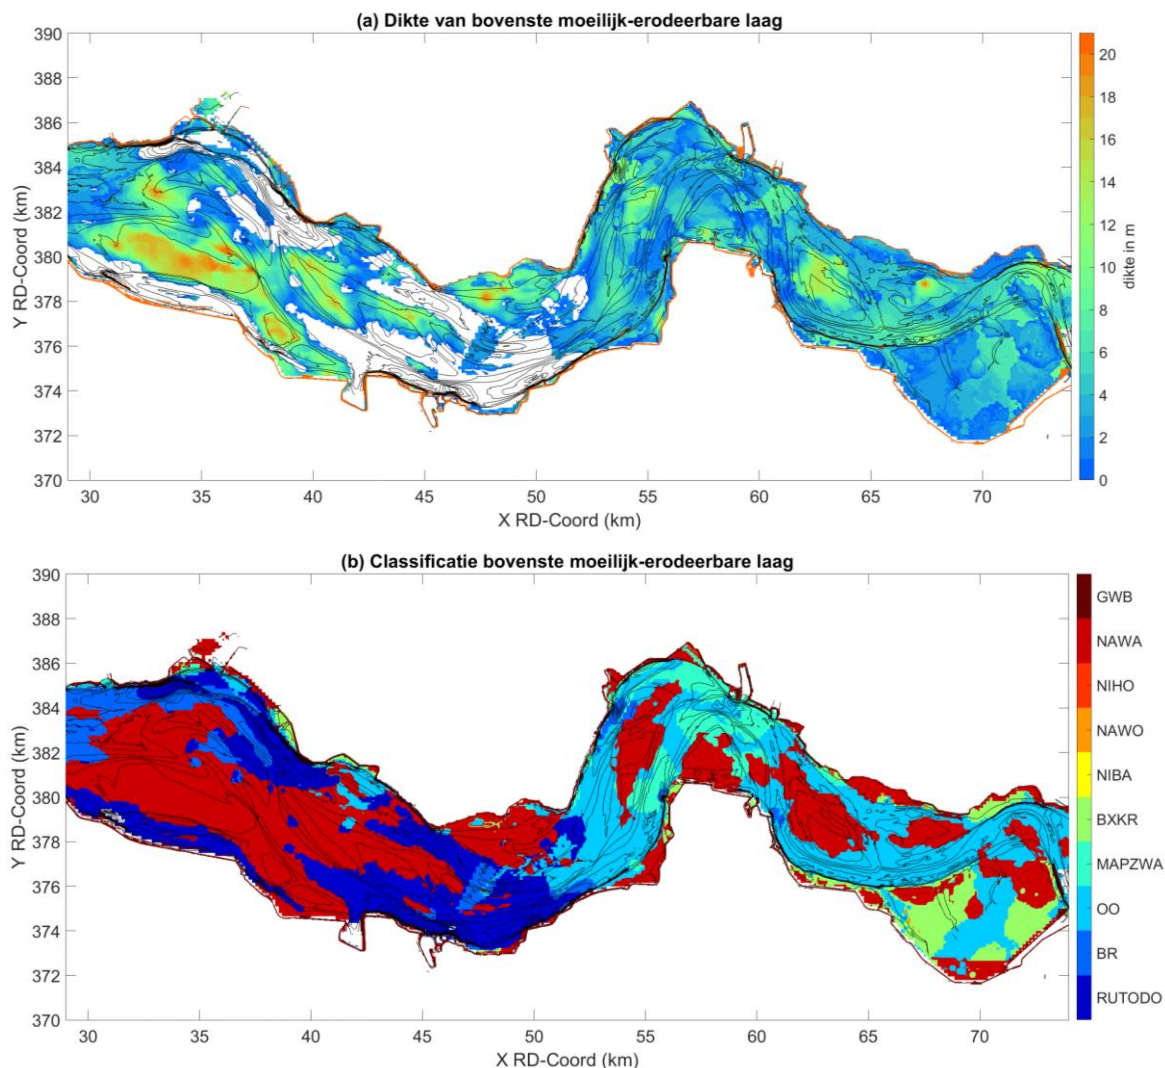 (a) Dikte van bovenste moeilijk-erodeerbare laag
390
388
386
384
382
380
378
376
374
372
370
Y RD-Coord (km)
30 35 40 45 50 55 60 65 70
X RD-Coord (km)
20
18
16
14
12
10
8
6
4
2
0
dikte in m
(b) Classificatie bovenste moeilijk-erodeerbare laag
390
388
386
384
382
380
378
376
374
372
370
Y RD-Coord (km)
30 35 40 45 50 55 60 65 70
X RD-Coord (km)
GWB
NAWA
NIHO
NAWO
NIBA
BXKR
MAPZWA
OO
BR
RUTODO